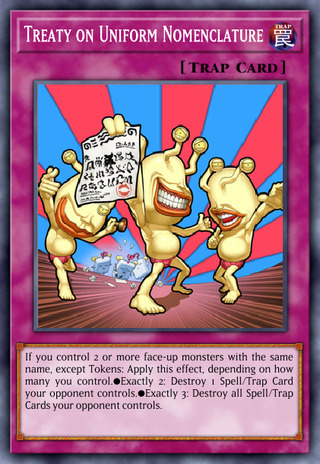 TREATY ON UNIFORM NOMENCLATURE
TRAP
罠
[TRAP CARD]
If you control 2 or more face-up monsters with the same
name, except Tokens: Apply this effect, depending on how
many you control.●Exactly 2: Destroy 1 Spell/Trap Card
your opponent controls.●Exactly 3: Destroy all Spell/Trap
Cards your opponent controls.